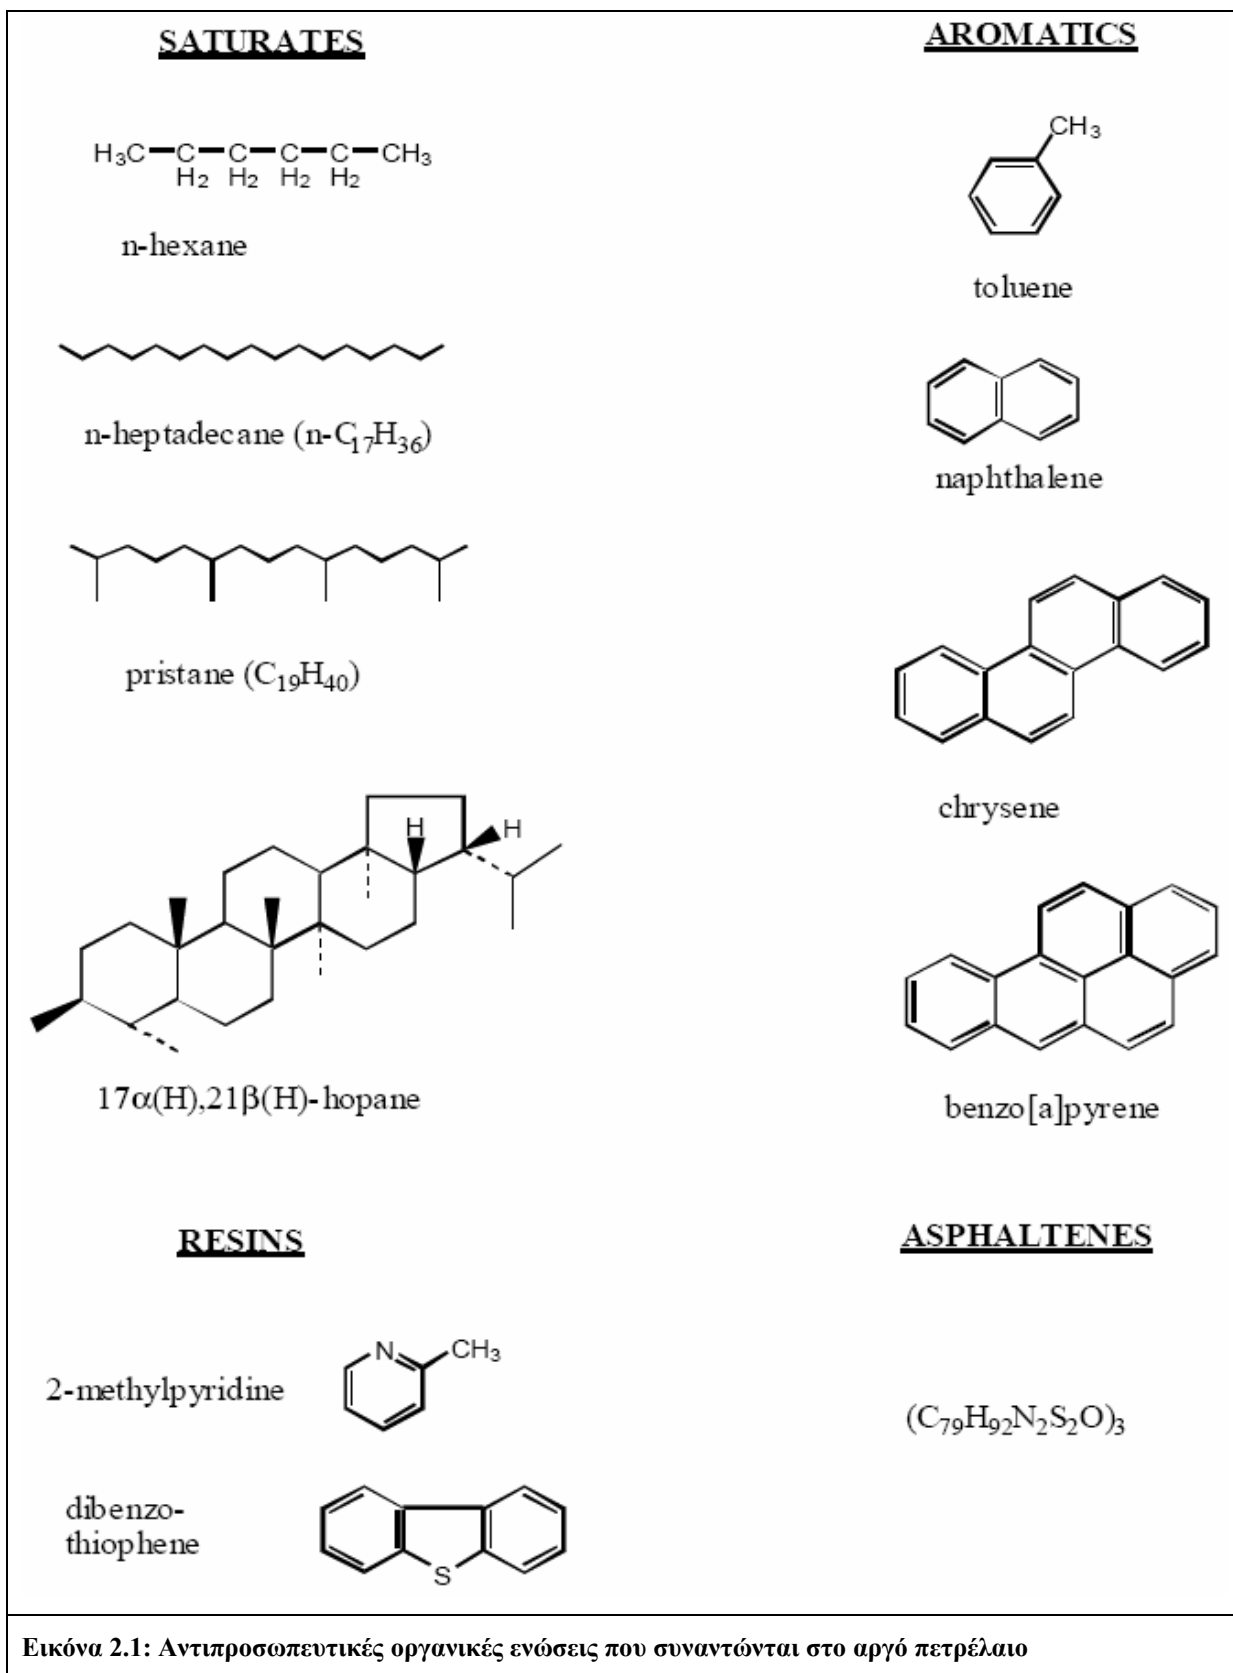 SATURATES
H3C C C C C CH3
H2 H2 H2 H2
n-hexane
n-heptadecane (n-C17H36)
pristane (C19H40)
H H
17α(H),21β(H)-hopane
AROMATICS
CH3
toluene
naphthalene
chrysene
benzo[a]pyrene
RESINS
2-methylpyridine
N CH3
dibenzo-
thiophene
S
ASPHALTENES
(C79H92N2S2O)3
Εικόνα 2.1: Αντιπροσωπευτικές οργανικές ενώσεις που συναντώνται στο αργό πετρέλαιο